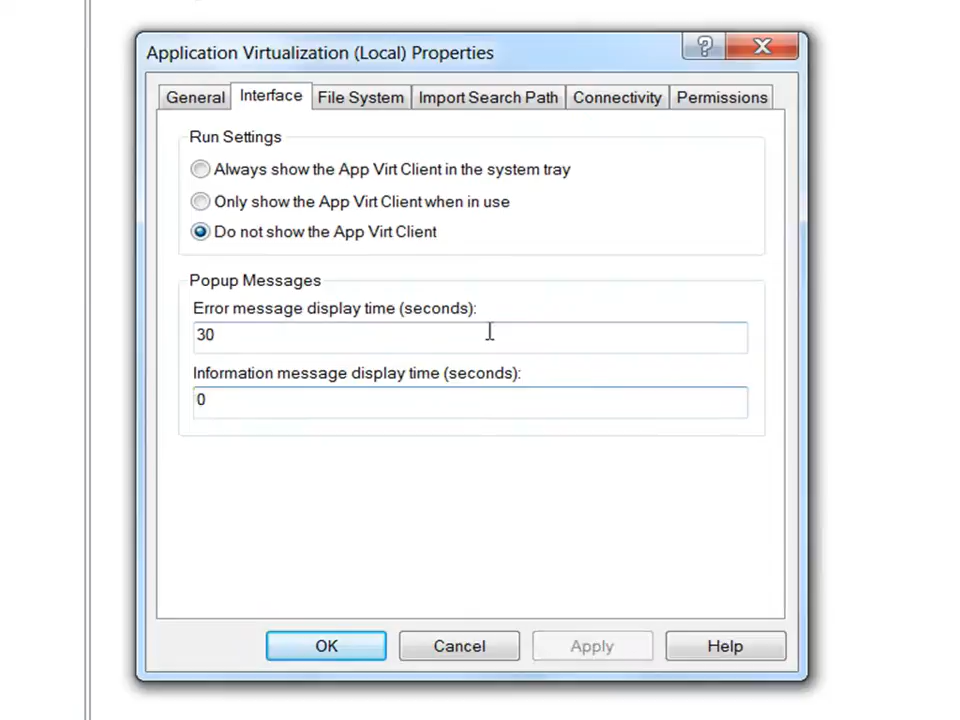 Application Virtualization (Local) Properties
General Interface File System Import Search Path Connectivity Permissions
Run Settings
Always show the App Virt Client in the system tray
Only show the App Virt Client when in use
Do not show the App Virt Client
Popup Messages
Error message display time (seconds):
30
Information message display time (seconds):
0
OK Cancel Apply Help